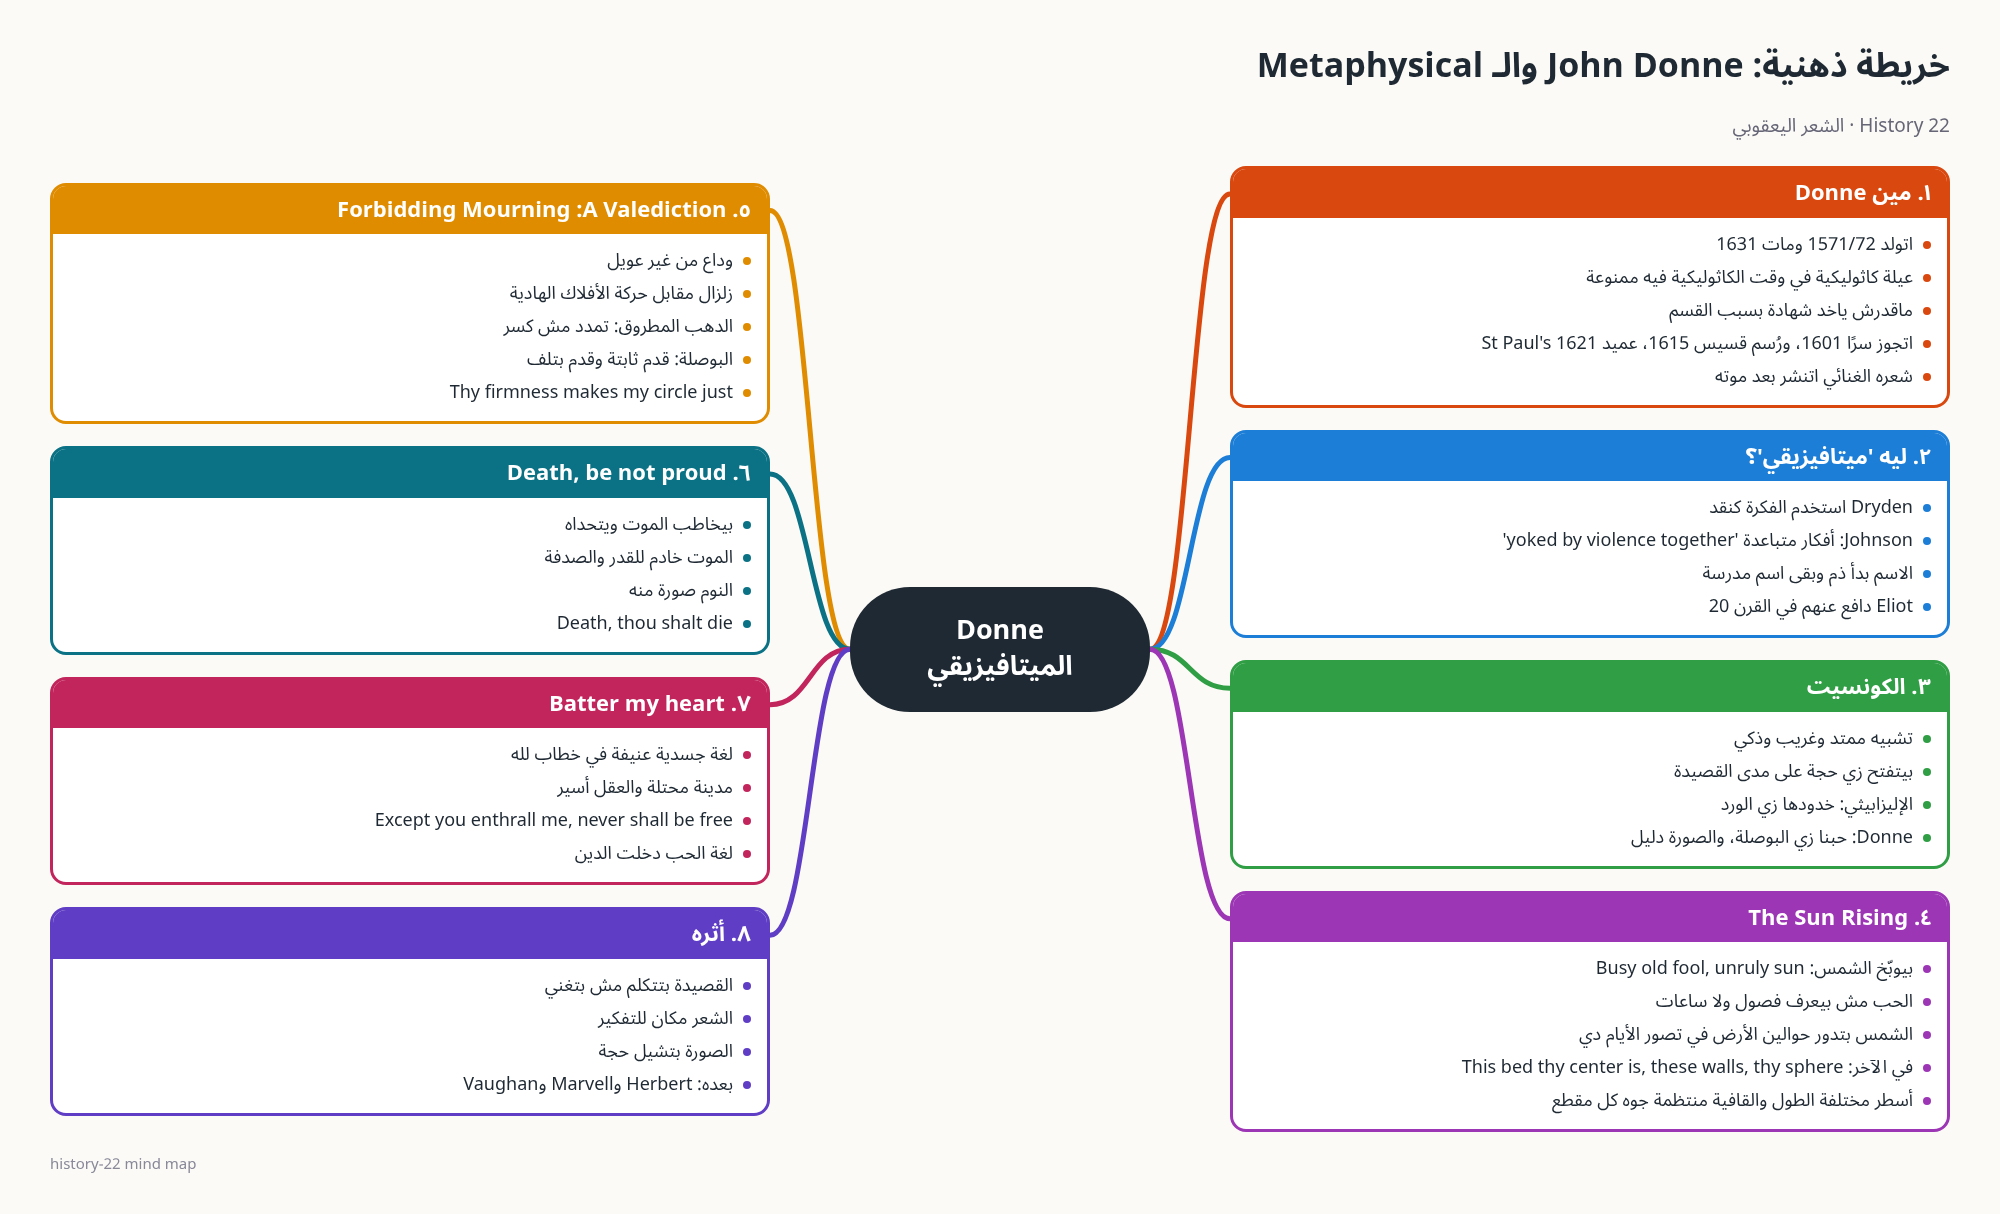 خريطة ذهنية: John Donne والـ Metaphysical
History 22 · الشعر اليعقوبي
١. مين Donne
اتولد 1571/72 ومات 1631
عيلة كاثوليكية في وقت الكاثوليكية فيه ممنوعة
ماقدرش ياخد شهادة بسبب القسم
اتجوز سرًا 1601، ورُسم قسيس 1615، عميد St Paul's 1621
شعره الغنائي اتنشر بعد موته
٢. ليه 'ميتافيزيقي'؟
Dryden استخدم الفكرة كنقد
Johnson: أفكار متباعدة 'yoked by violence together'
الاسم بدأ ذم وبقى اسم مدرسة
Eliot دافع عنهم في القرن 20
٣. الكونسيت
تشبيه ممتد وغريب وذكي
بيتفتح زي حجة على مدى القصيدة
الإليزابيثي: خدودها زي الورد
Donne: حبنا زي البوصلة، والصورة دليل
٤. The Sun Rising
بيوبّخ الشمس: Busy old fool, unruly sun
الحب مش بيعرف فصول ولا ساعات
الشمس بتدور حوالين الأرض في تصور الأيام دي
في الآخر: This bed thy center is, these walls, thy sphere
أسطر مختلفة الطول والقافية منتظمة جوه كل مقطع
Donne
الميتافيزيقي
٥. Forbidding Mourning :A Valediction
وداع من غير عويل
زلزال مقابل حركة الأفلاك الهادية
الدهب المطروق: تمدد مش كسر
البوصلة: قدم ثابتة وقدم بتلف
Thy firmness makes my circle just
٦. Death, be not proud
بيخاطب الموت ويتحداه
الموت خادم للقدر والصدفة
النوم صورة منه
Death, thou shalt die
٧. Batter my heart
لغة جسدية عنيفة في خطاب لله
مدينة محتلة والعقل أسير
Except you enthrall me, never shall be free
لغة الحب دخلت الدين
٨. أثره
القصيدة بتتكلم مش بتغني
الشعر مكان للتفكير
الصورة بتشيل حجة
بعده: Herbert وMarvell وVaughan
history-22 mind map